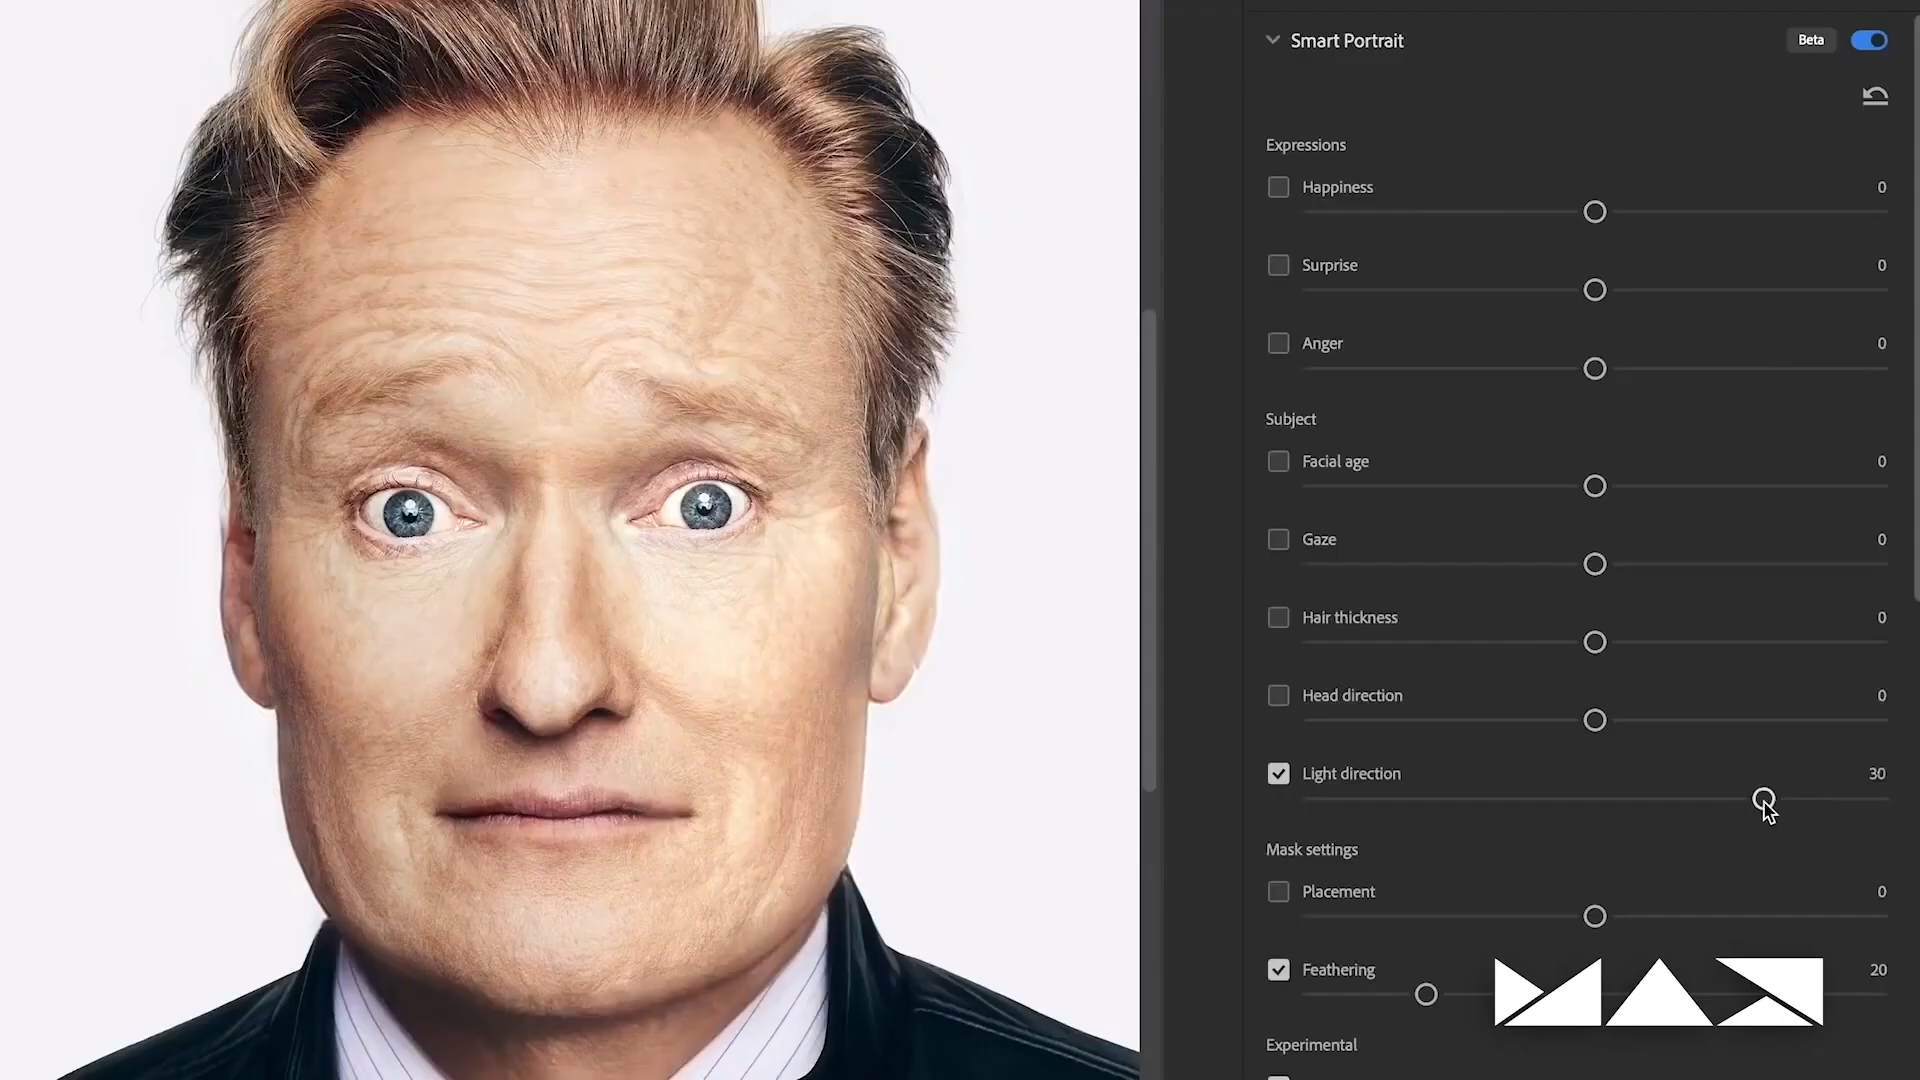 Smart Portrait
Beta
Expressions
Happiness 0
Surprise 0
Anger 0
Subject
Facial age 0
Gaze 0
Hair thickness 0
Head direction 0
Light direction 30
Mask settings
Placement 0
Feathering 20
MAX
Experimental